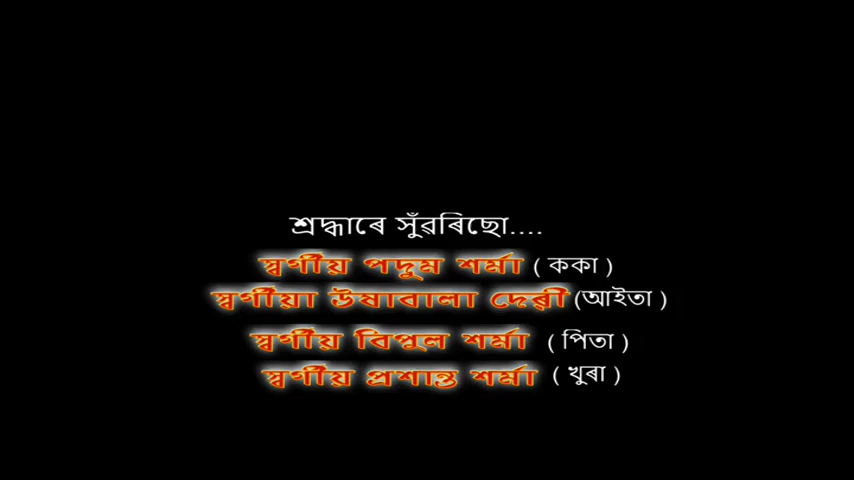 শ্ৰদ্ধাৰে সুঁৱৰিছো....
স্বৰ্গীয় পদুম শৰ্মা ( ককা )
স্বৰ্গীয়া উষাবালা দেৱী (আইতা )
স্বৰ্গীয় বিপুল শৰ্মা ( পিতা )
স্বৰ্গীয় প্ৰশান্ত শৰ্মা ( খুৰা )